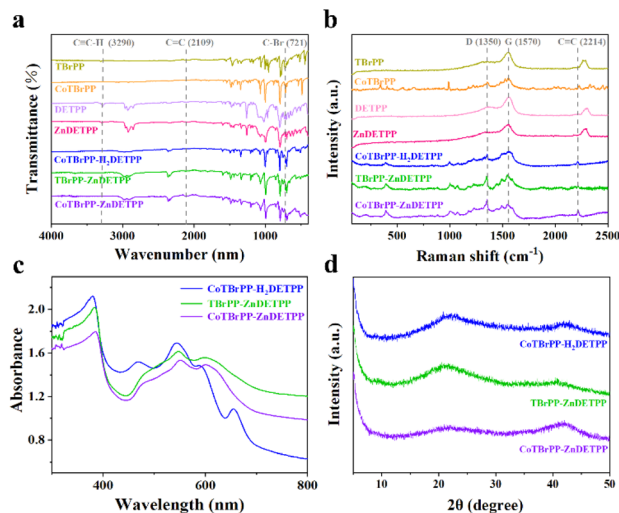 a
C≡C-H (3290) C=C (2109) C-Br (721)
TBrPP
CoTBrPP
DETPP
ZnDETPP
CoTBrPP-H₂DETPP
TBrPP-ZnDETPP
CoTBrPP-ZnDETPP
Transmittance (%)
4000 3000 2000 1000
Wavenumber (nm)
b
D (1350) G (1570) C=C (2214)
TBrPP
CoTBrPP
DETPP
ZnDETPP
CoTBrPP-H₂DETPP
TBrPP-ZnDETPP
CoTBrPP-ZnDETPP
Intensity (a.u.)
500 1000 1500 2000 2500
Raman shift (cm⁻¹)
c
CoTBrPP-H₂DETPP
TBrPP-ZnDETPP
CoTBrPP-ZnDETPP
2.0
1.6
1.2
0.8
Absorbance
400 600 800
Wavelength (nm)
d
CoTBrPP-H₂DETPP
TBrPP-ZnDETPP
CoTBrPP-ZnDETPP
Intensity (a.u.)
10 20 30 40 50
2θ (degree)